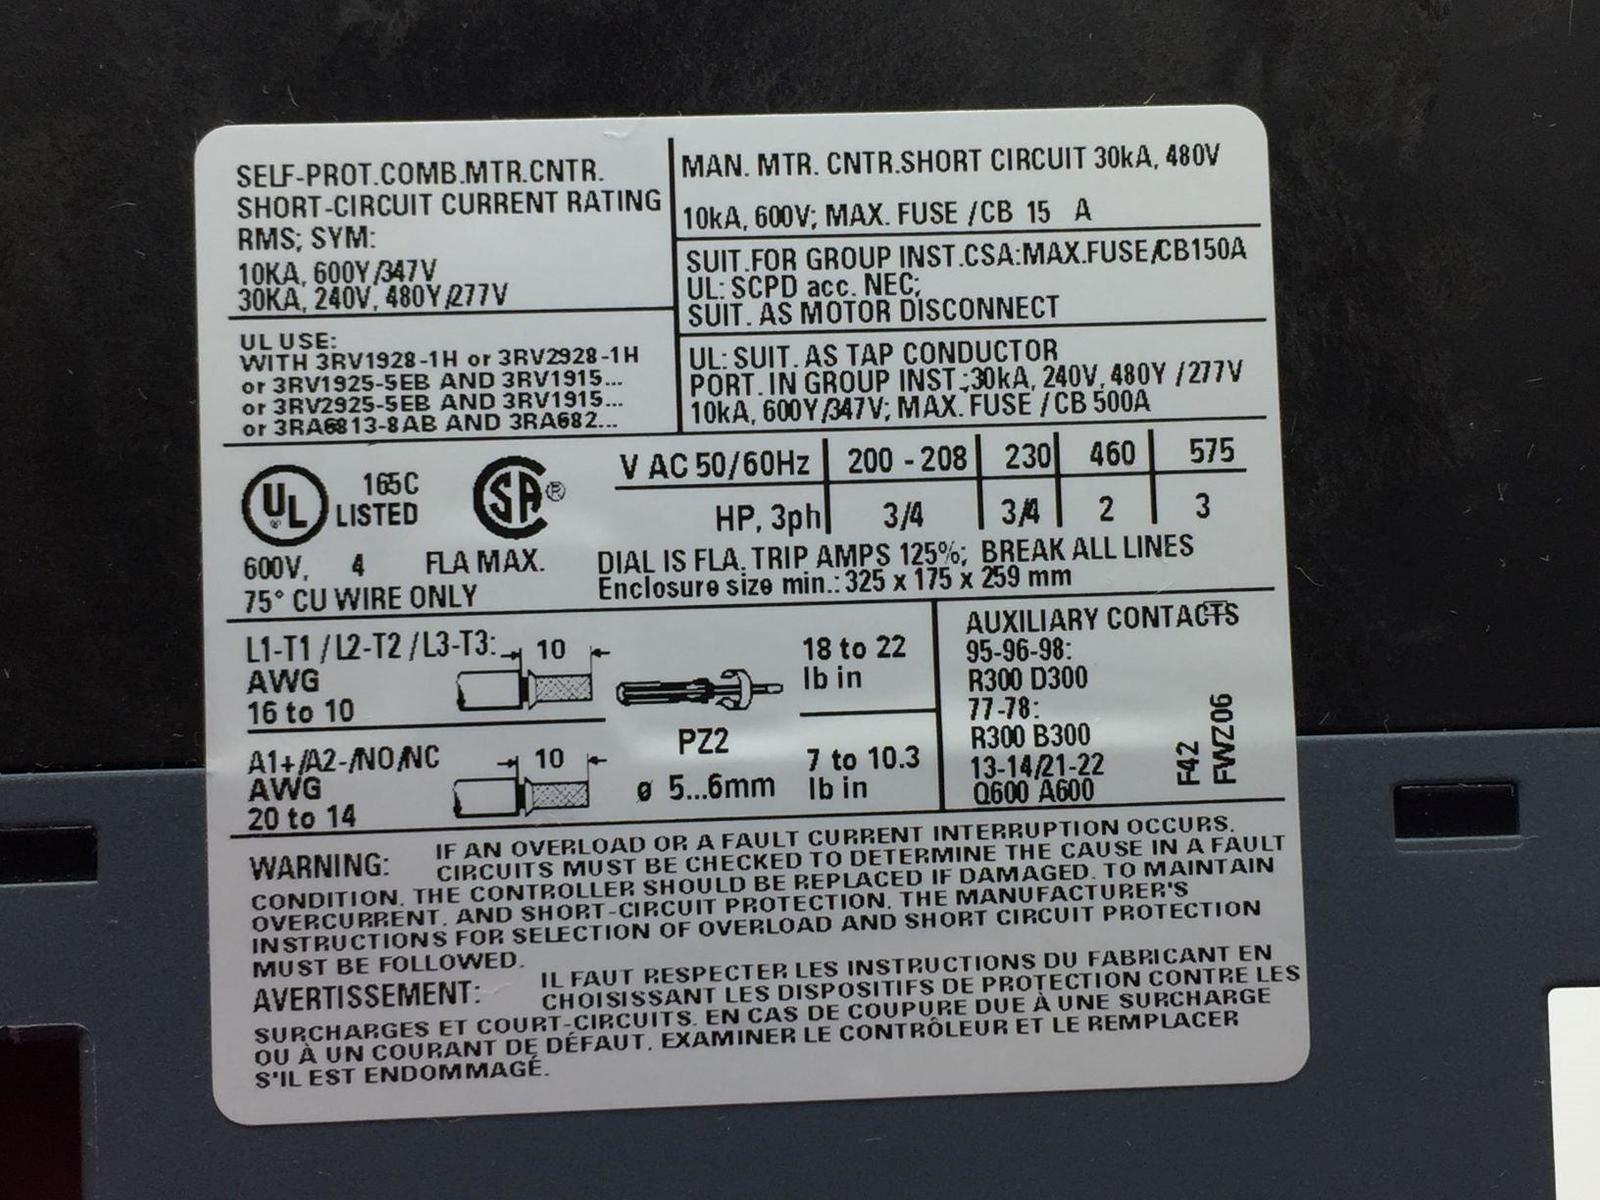 SELF-PROT.COMB.MTR.CNTR.
SHORT-CIRCUIT CURRENT RATING
RMS; SYM:
10KA, 600Y/347V
30KA, 240V, 480Y/277V
MAN. MTR. CNTR.SHORT CIRCUIT 30kA, 480V
10kA, 600V; MAX. FUSE /CB 15 A
SUIT.FOR GROUP INST.CSA:MAX.FUSE/CB150A
UL: SCPD acc. NEC;
SUIT. AS MOTOR DISCONNECT
UL USE:
WITH 3RV1928-1H or 3RV2928-1H
or 3RV1925-5EB AND 3RV1915...
or 3RV2925-5EB AND 3RV1915...
or 3RA6813-8AB AND 3RA682...
UL: SUIT. AS TAP CONDUCTOR
PORT. IN GROUP INST.;30kA, 240V, 480Y /277V
10kA, 600Y/347V; MAX. FUSE /CB 500A
UL ® 165C
LISTED
SA ®
V AC 50/60Hz 200 - 208 230 460 575
HP, 3ph 3/4 3/4 2 3
600V, 4 FLA MAX.
75° CU WIRE ONLY
DIAL IS FLA. TRIP AMPS 125%; BREAK ALL LINES
Enclosure size min.: 325 x 175 x 259 mm
L1-T1 /L2-T2 /L3-T3: 10
AWG
16 to 10
18 to 22
lb in
A1+/A2-/NO/NC 10
AWG
20 to 14
PZ2
ø 5...6mm
7 to 10.3
lb in
AUXILIARY CONTACTS
95-96-98:
R300 D300
77-78:
R300 B300
13-14/21-22
Q600 A600
F42
FWZ06
WARNING: IF AN OVERLOAD OR A FAULT CURRENT INTERRUPTION OCCURS,
CIRCUITS MUST BE CHECKED TO DETERMINE THE CAUSE IN A FAULT
CONDITION. THE CONTROLLER SHOULD BE REPLACED IF DAMAGED. TO MAINTAIN
OVERCURRENT, AND SHORT-CIRCUIT PROTECTION, THE MANUFACTURER'S
INSTRUCTIONS FOR SELECTION OF OVERLOAD AND SHORT CIRCUIT PROTECTION
MUST BE FOLLOWED.
AVERTISSEMENT: IL FAUT RESPECTER LES INSTRUCTIONS DU FABRICANT EN
CHOISISSANT LES DISPOSITIFS DE PROTECTION CONTRE LES
SURCHARGES ET COURT-CIRCUITS. EN CAS DE COUPURE DUE À UNE SURCHARGE
OU À UN COURANT DE DÉFAUT, EXAMINER LE CONTRÔLEUR ET LE REMPLACER
S'IL EST ENDOMMAGÉ.